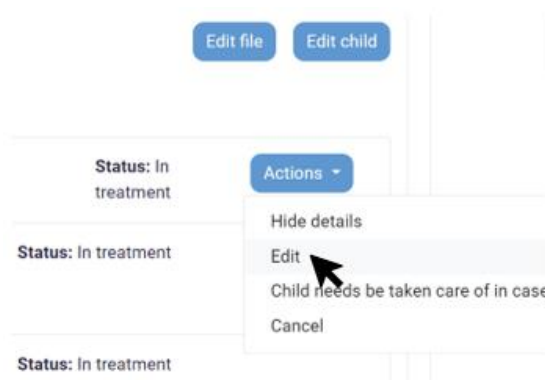 Edit file Edit child
Status: In
treatment
Actions
Hide details
Status: In treatment
Edit
Child needs be taken care of in case
Cancel
Status: In treatment